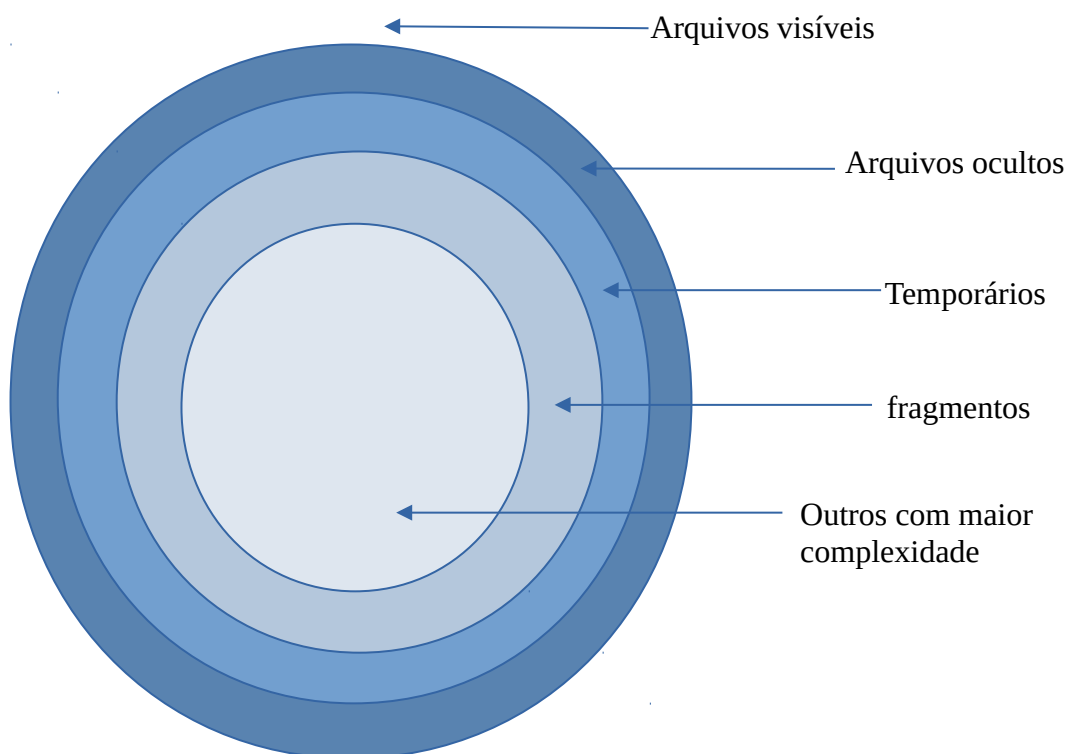 Arquivos visíveis
Arquivos ocultos
Temporários
fragmentos
Outros com maior
complexidade